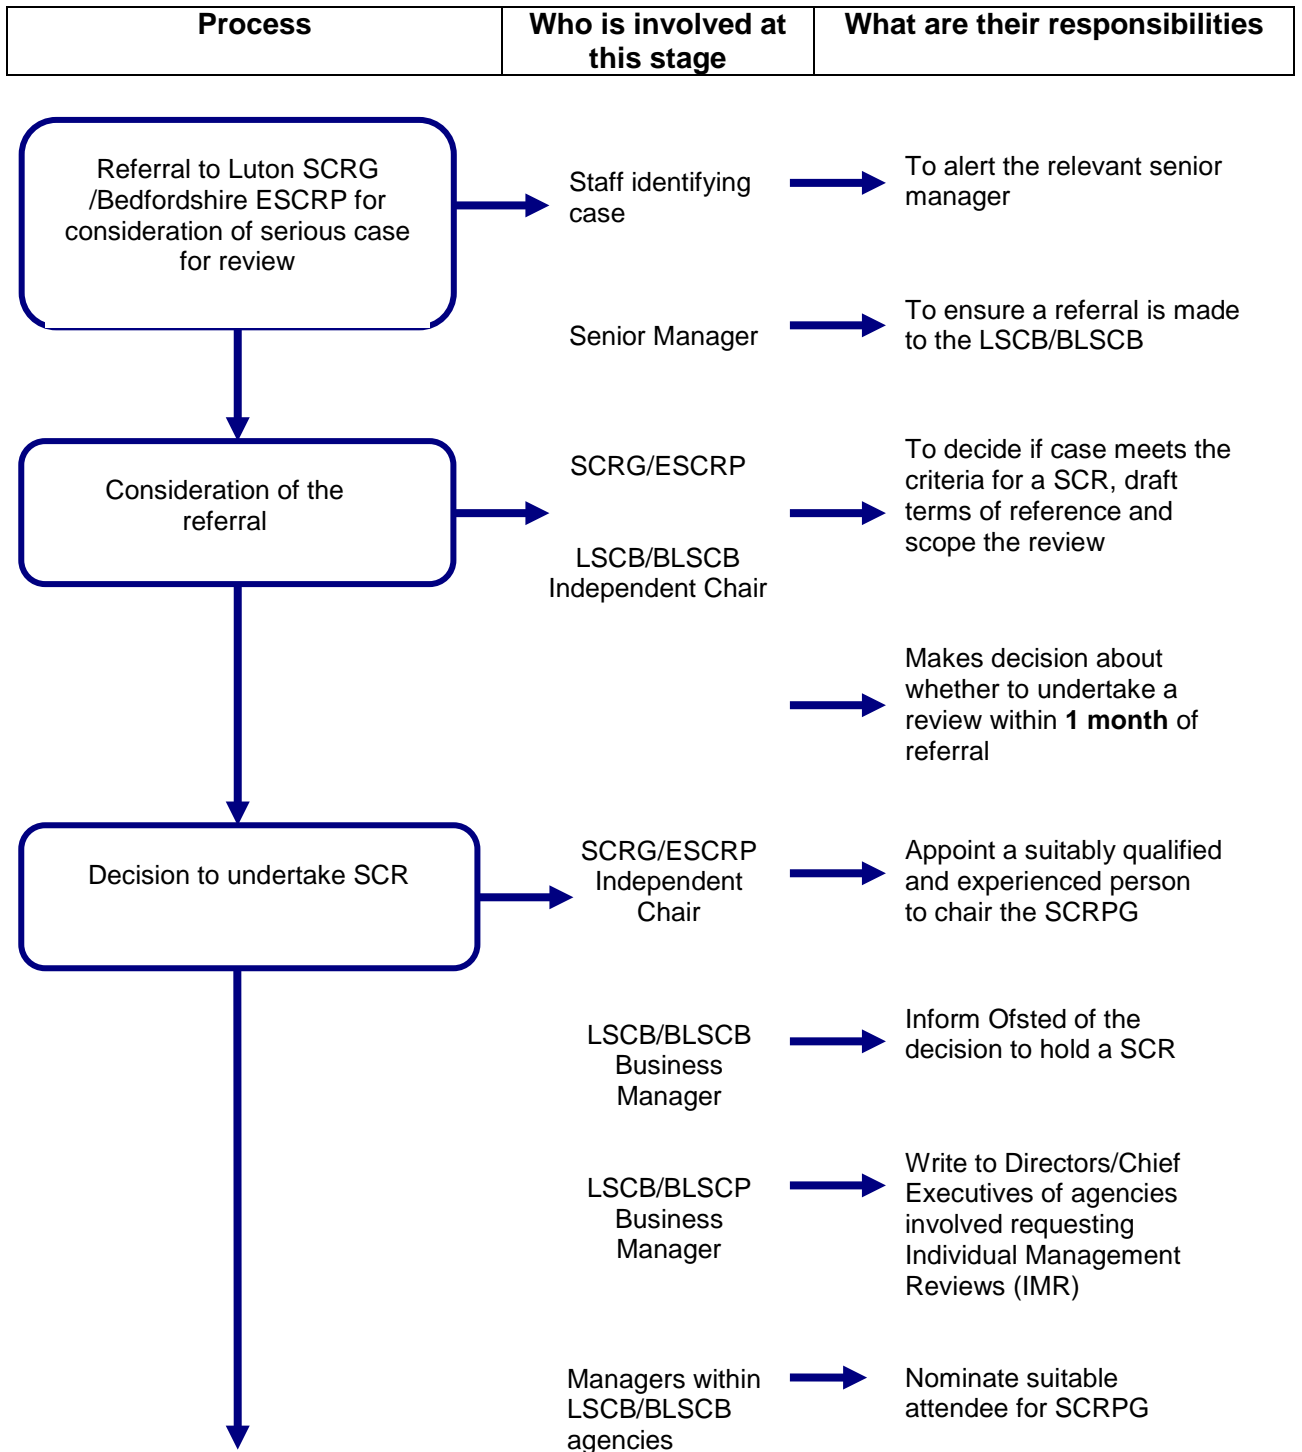 Process
Who is involved at
this stage
What are their responsibilities
Referral to Luton SCRG
/Bedfordshire ESCRP for
consideration of serious case
for review
Staff identifying
case
To alert the relevant senior
manager
Senior Manager
To ensure a referral is made
to the LSCB/BLSCB
Consideration of the
referral
SCRG/ESCRP
LSCB/BLSCB
Independent Chair
To decide if case meets the
criteria for a SCR, draft
terms of reference and
scope the review
Makes decision about
whether to undertake a
review within 1 month of
referral
Decision to undertake SCR
SCRG/ESCRP
Independent
Chair
Appoint a suitably qualified
and experienced person
to chair the SCRPG
LSCB/BLSCB
Business
Manager
Inform Ofsted of the
decision to hold a SCR
LSCB/BLSCP
Business
Manager
Write to Directors/Chief
Executives of agencies
involved requesting
Individual Management
Reviews (IMR)
Managers within
LSCB/BLSCB
agencies
Nominate suitable
attendee for SCRPG